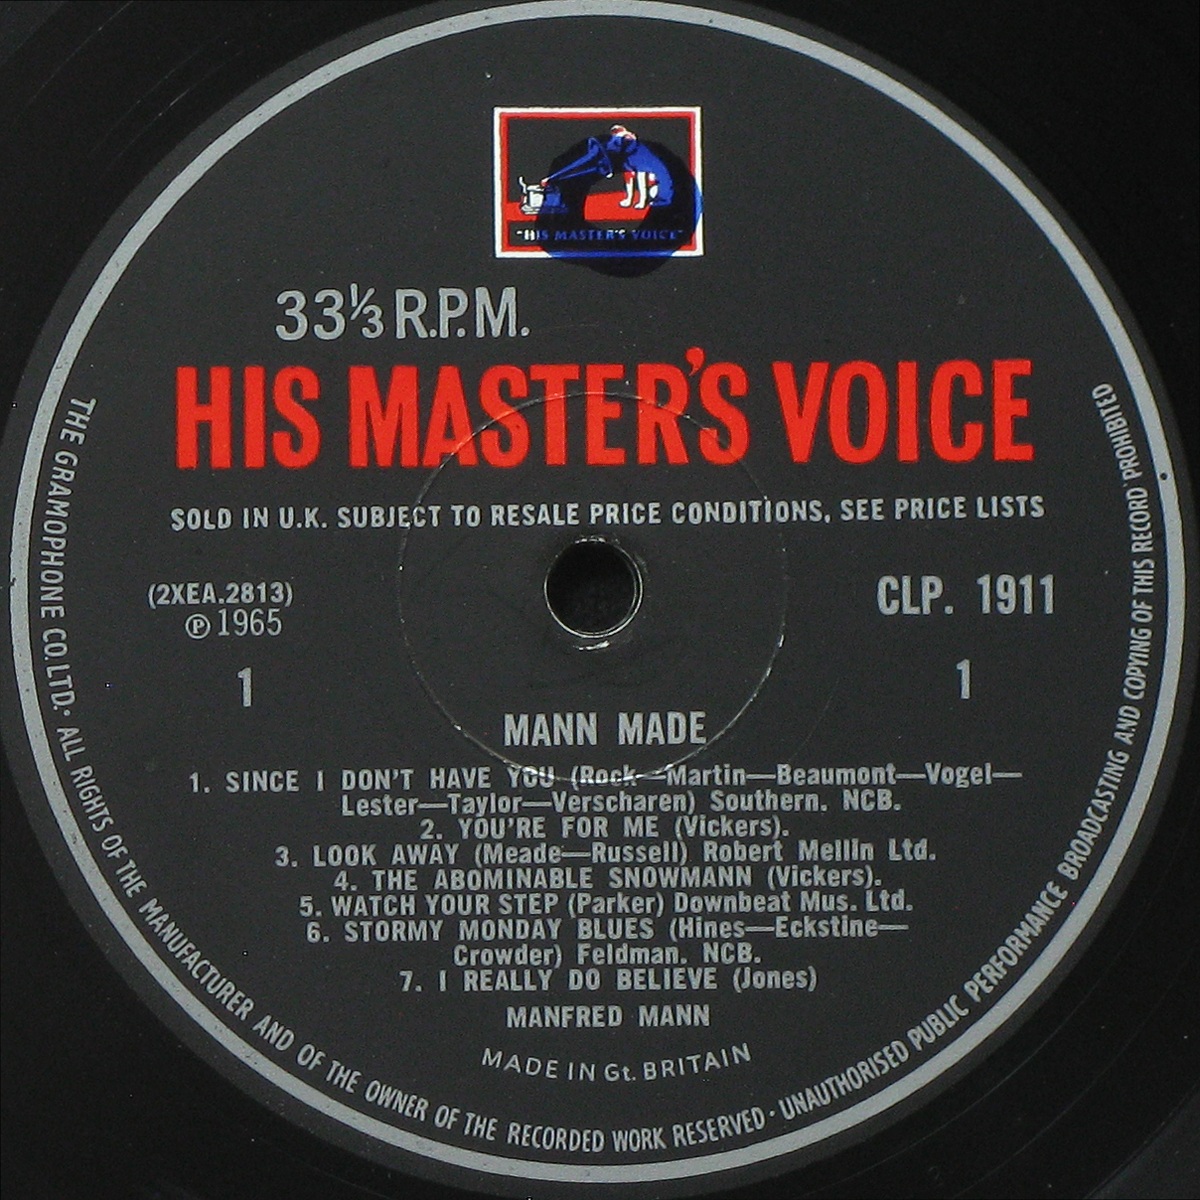 "HIS MASTER'S VOICE"
33⅓ R.P.M.
HIS MASTER'S VOICE
SOLD IN U.K. SUBJECT TO RESALE PRICE CONDITIONS, SEE PRICE LISTS
(2XEA.2813)
℗ 1965
CLP. 1911
1
1
MANN MADE
1. SINCE I DON'T HAVE YOU (Rock—Martin—Beaumont—Vogel—
Lester—Taylor—Verscharen) Southern. NCB.
2. YOU'RE FOR ME (Vickers).
3. LOOK AWAY (Meade—Russell) Robert Mellin Ltd.
4. THE ABOMINABLE SNOWMANN (Vickers).
5. WATCH YOUR STEP (Parker) Downbeat Mus. Ltd.
6. STORMY MONDAY BLUES (Hines—Eckstine—
Crowder) Feldman. NCB.
7. I REALLY DO BELIEVE (Jones)
MANFRED MANN
MADE IN Gt. BRITAIN
THE GRAMOPHONE CO. LTD. · ALL RIGHTS OF THE MANUFACTURER AND OF THE OWNER OF THE RECORDED WORK RESERVED · UNAUTHORISED PUBLIC PERFORMANCE BROADCASTING AND COPYING OF THIS RECORD PROHIBITED